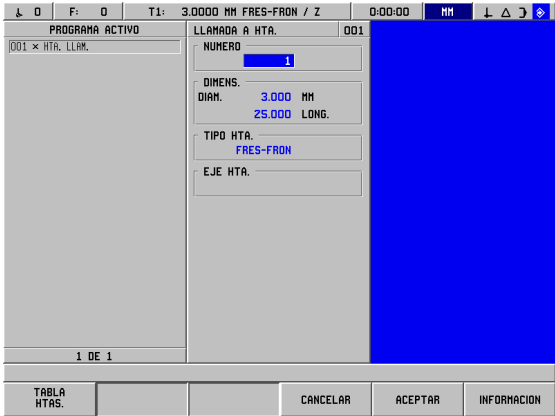 0 F: 0 T1: 3.0000 MM FRES-FRON / Z 0:00:00 MM
PROGRAMA ACTIVO
001 × HTA. LLAM.
1 DE 1
LLAMADA A HTA. 001
NUMERO
1
DIMENS.
DIAM. 3.000 MM
25.000 LONG.
TIPO HTA.
FRES-FRON
EJE HTA.
TABLA HTAS.
CANCELAR
ACEPTAR
INFORMACION